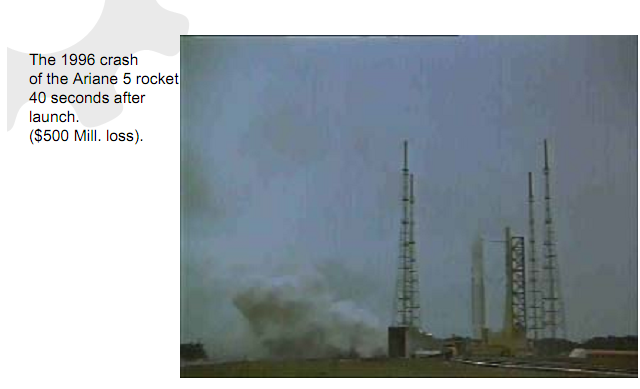 The 1996 crash
of the Ariane 5 rocket
40 seconds after
launch.
($500 Mill. loss).